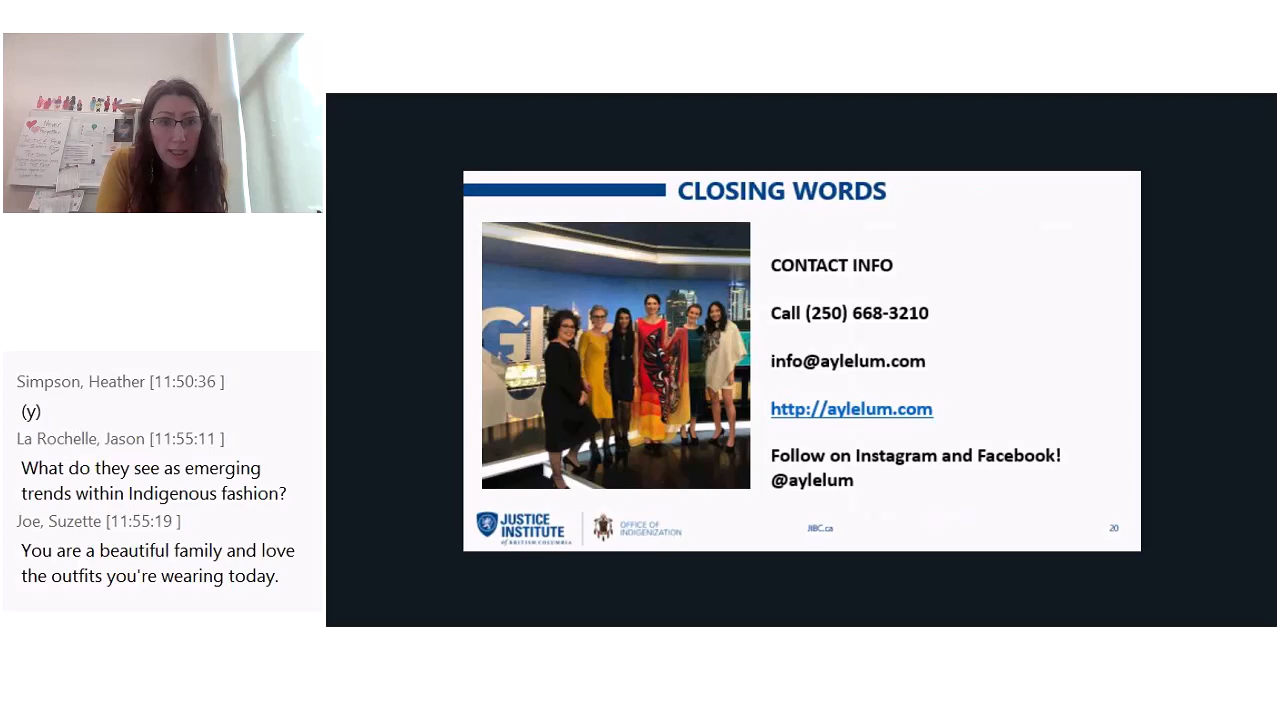 Simpson, Heather [11:50:36 ]
(y)
La Rochelle, Jason [11:55:11 ]
What do they see as emerging
trends within Indigenous fashion?
Joe, Suzette [11:55:19 ]
You are a beautiful family and love
the outfits you're wearing today.
CLOSING WORDS
CONTACT INFO
Call (250) 668-3210
info@aylelum.com
http://aylelum.com
Follow on Instagram and Facebook!
@aylelum
JUSTICE
INSTITUTE
of BRITISH COLUMBIA
OFFICE OF
INDIGENIZATION
JIBC.ca
20